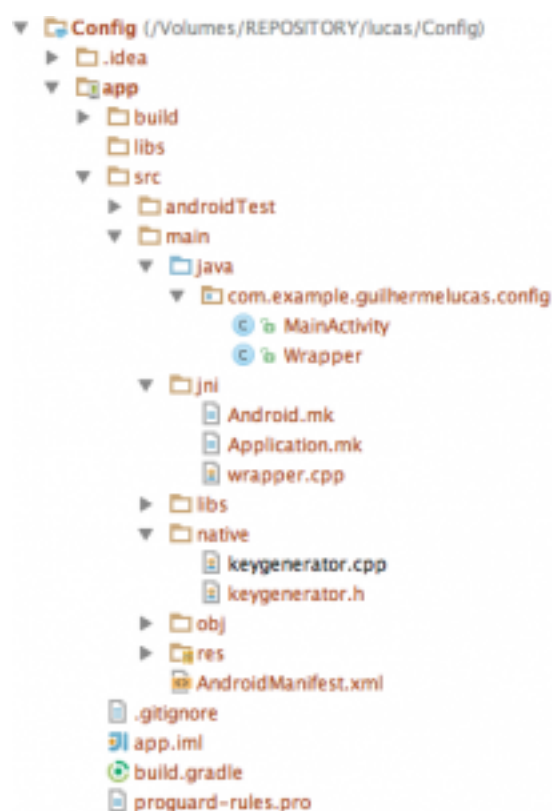 Config (/Volumes/REPOSITORY/lucas/Config)
.idea
app
build
libs
src
androidTest
main
java
com.example.guilhermelucas.config
MainActivity
Wrapper
jni
Android.mk
Application.mk
wrapper.cpp
libs
native
keygenerator.cpp
keygenerator.h
obj
res
AndroidManifest.xml
.gitignore
app.iml
build.gradle
proguard-rules.pro